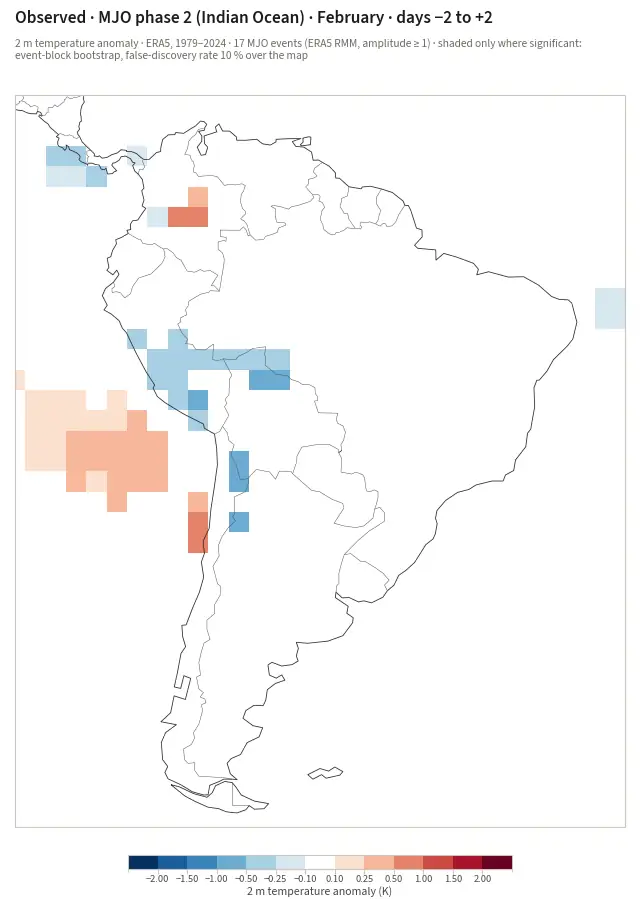 Observed · MJO phase 2 (Indian Ocean) · February · days −2 to +2
2 m temperature anomaly · ERA5, 1979–2024 · 17 MJO events (ERA5 RMM, amplitude ≥ 1) · shaded only where significant:
event-block bootstrap, false-discovery rate 10 % over the map
−2.00 −1.50 −1.00 −0.50 −0.25 −0.10 0.10 0.25 0.50 1.00 1.50 2.00
2 m temperature anomaly (K)